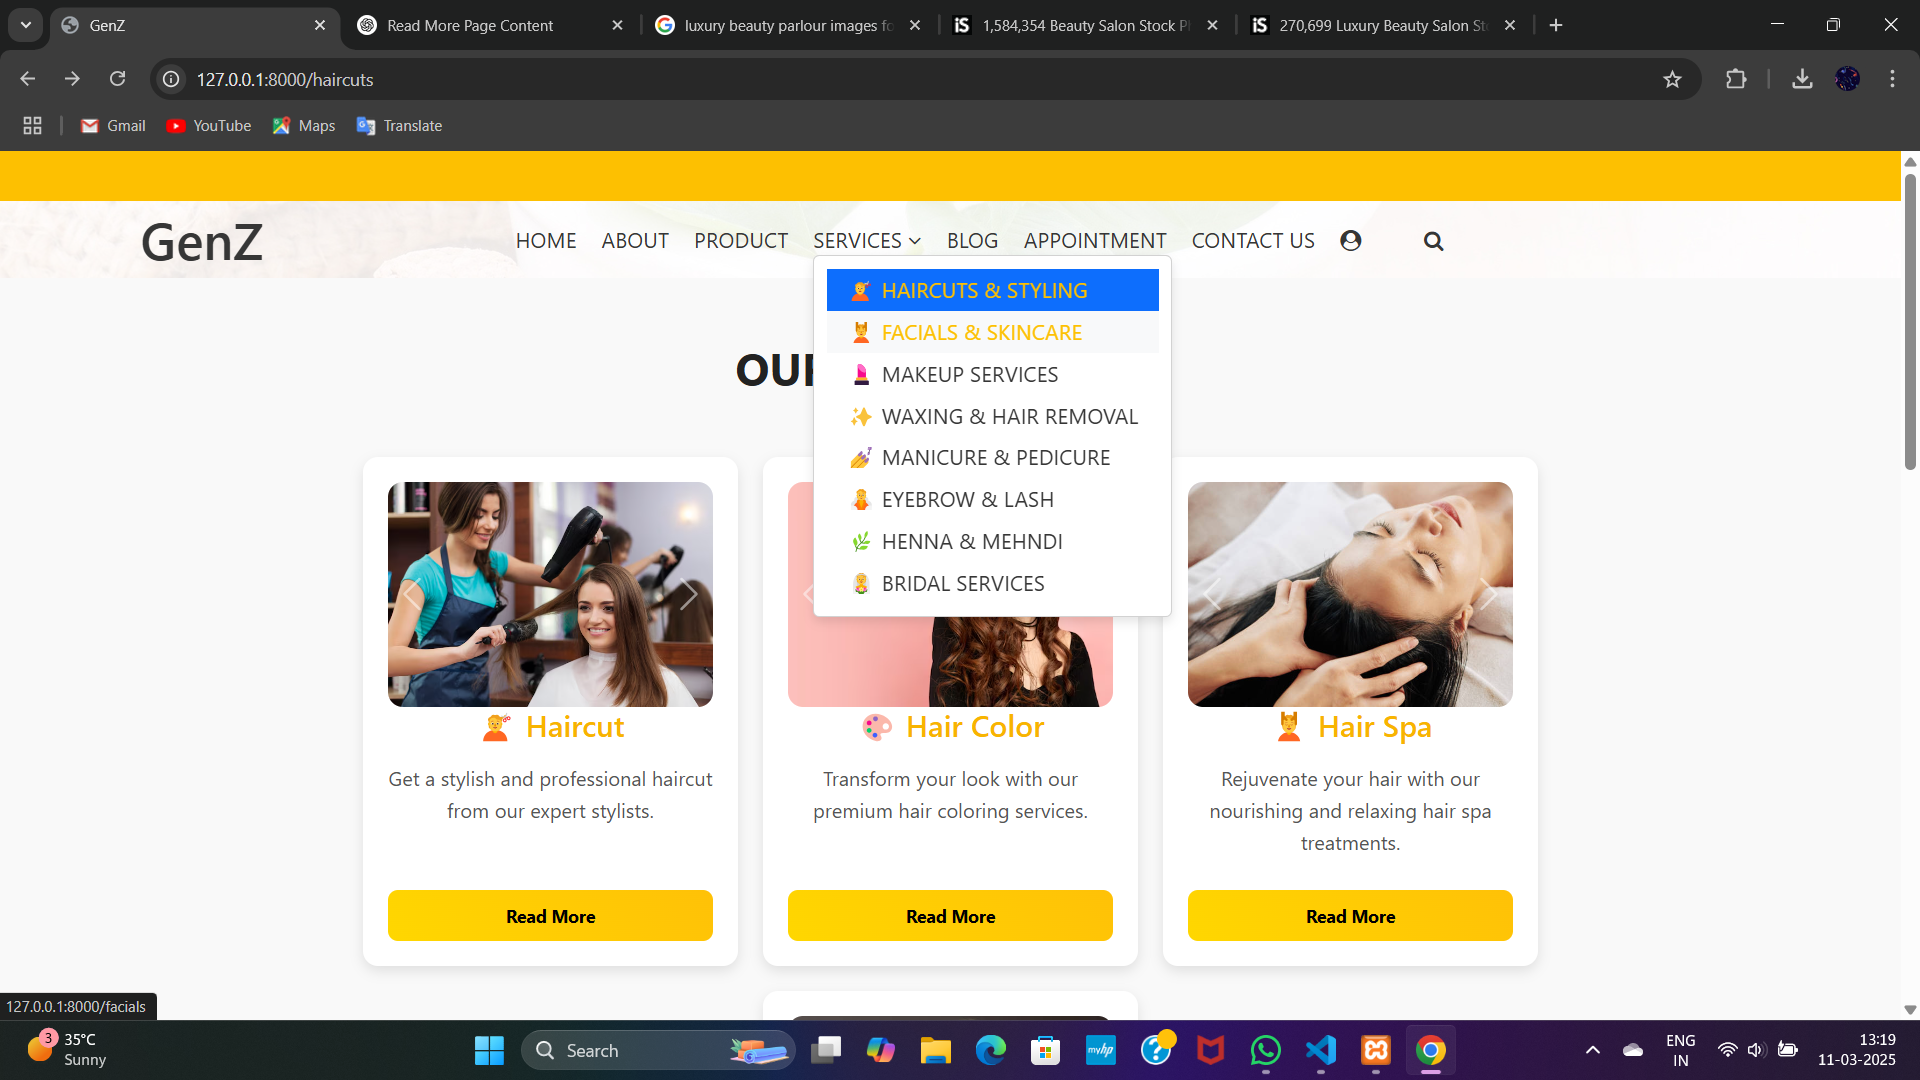 GenZ
Read More Page Content
luxury beauty parlour images fo
1,584,354 Beauty Salon Stock P
270,699 Luxury Beauty Salon St
127.0.0.1:8000/haircuts
Gmail
YouTube
Maps
Translate
GenZ
HOME ABOUT PRODUCT SERVICES BLOG APPOINTMENT CONTACT US
HAIRCUTS & STYLING
FACIALS & SKINCARE
MAKEUP SERVICES
WAXING & HAIR REMOVAL
MANICURE & PEDICURE
EYEBROW & LASH
HENNA & MEHNDI
BRIDAL SERVICES
OUR
Haircut
Get a stylish and professional haircut
from our expert stylists.
Read More
Hair Color
Transform your look with our
premium hair coloring services.
Read More
Hair Spa
Rejuvenate your hair with our
nourishing and relaxing hair spa
treatments.
Read More
127.0.0.1:8000/facials
3
35°C
Sunny
Search
myhp
ENG
IN
13:19
11-03-2025